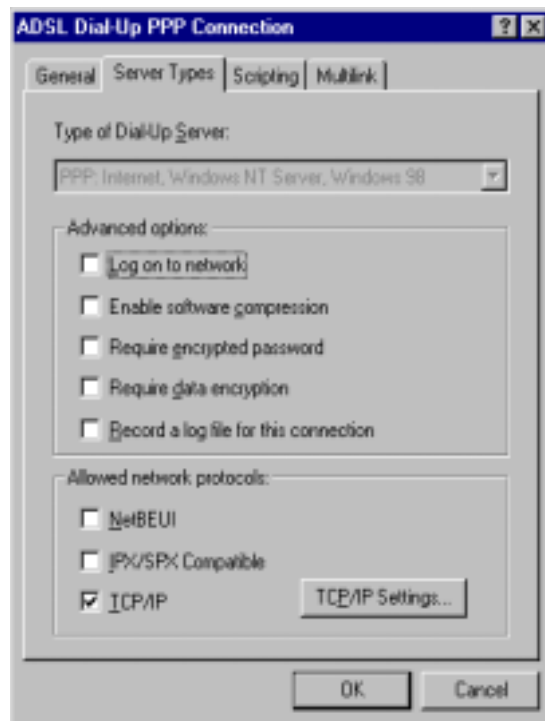 ADSL Dial-Up PPP Connection
General Server Types Scripting Multilink
Type of Dial-Up Server:
PPP: Internet, Windows NT Server, Windows 98
Advanced options:
Log on to network
Enable software compression
Require encrypted password
Require data encryption
Record a log file for this connection
Allowed network protocols:
NetBEUI
IPX/SPX Compatible
TCP/IP
TCP/IP Settings...
OK Cancel